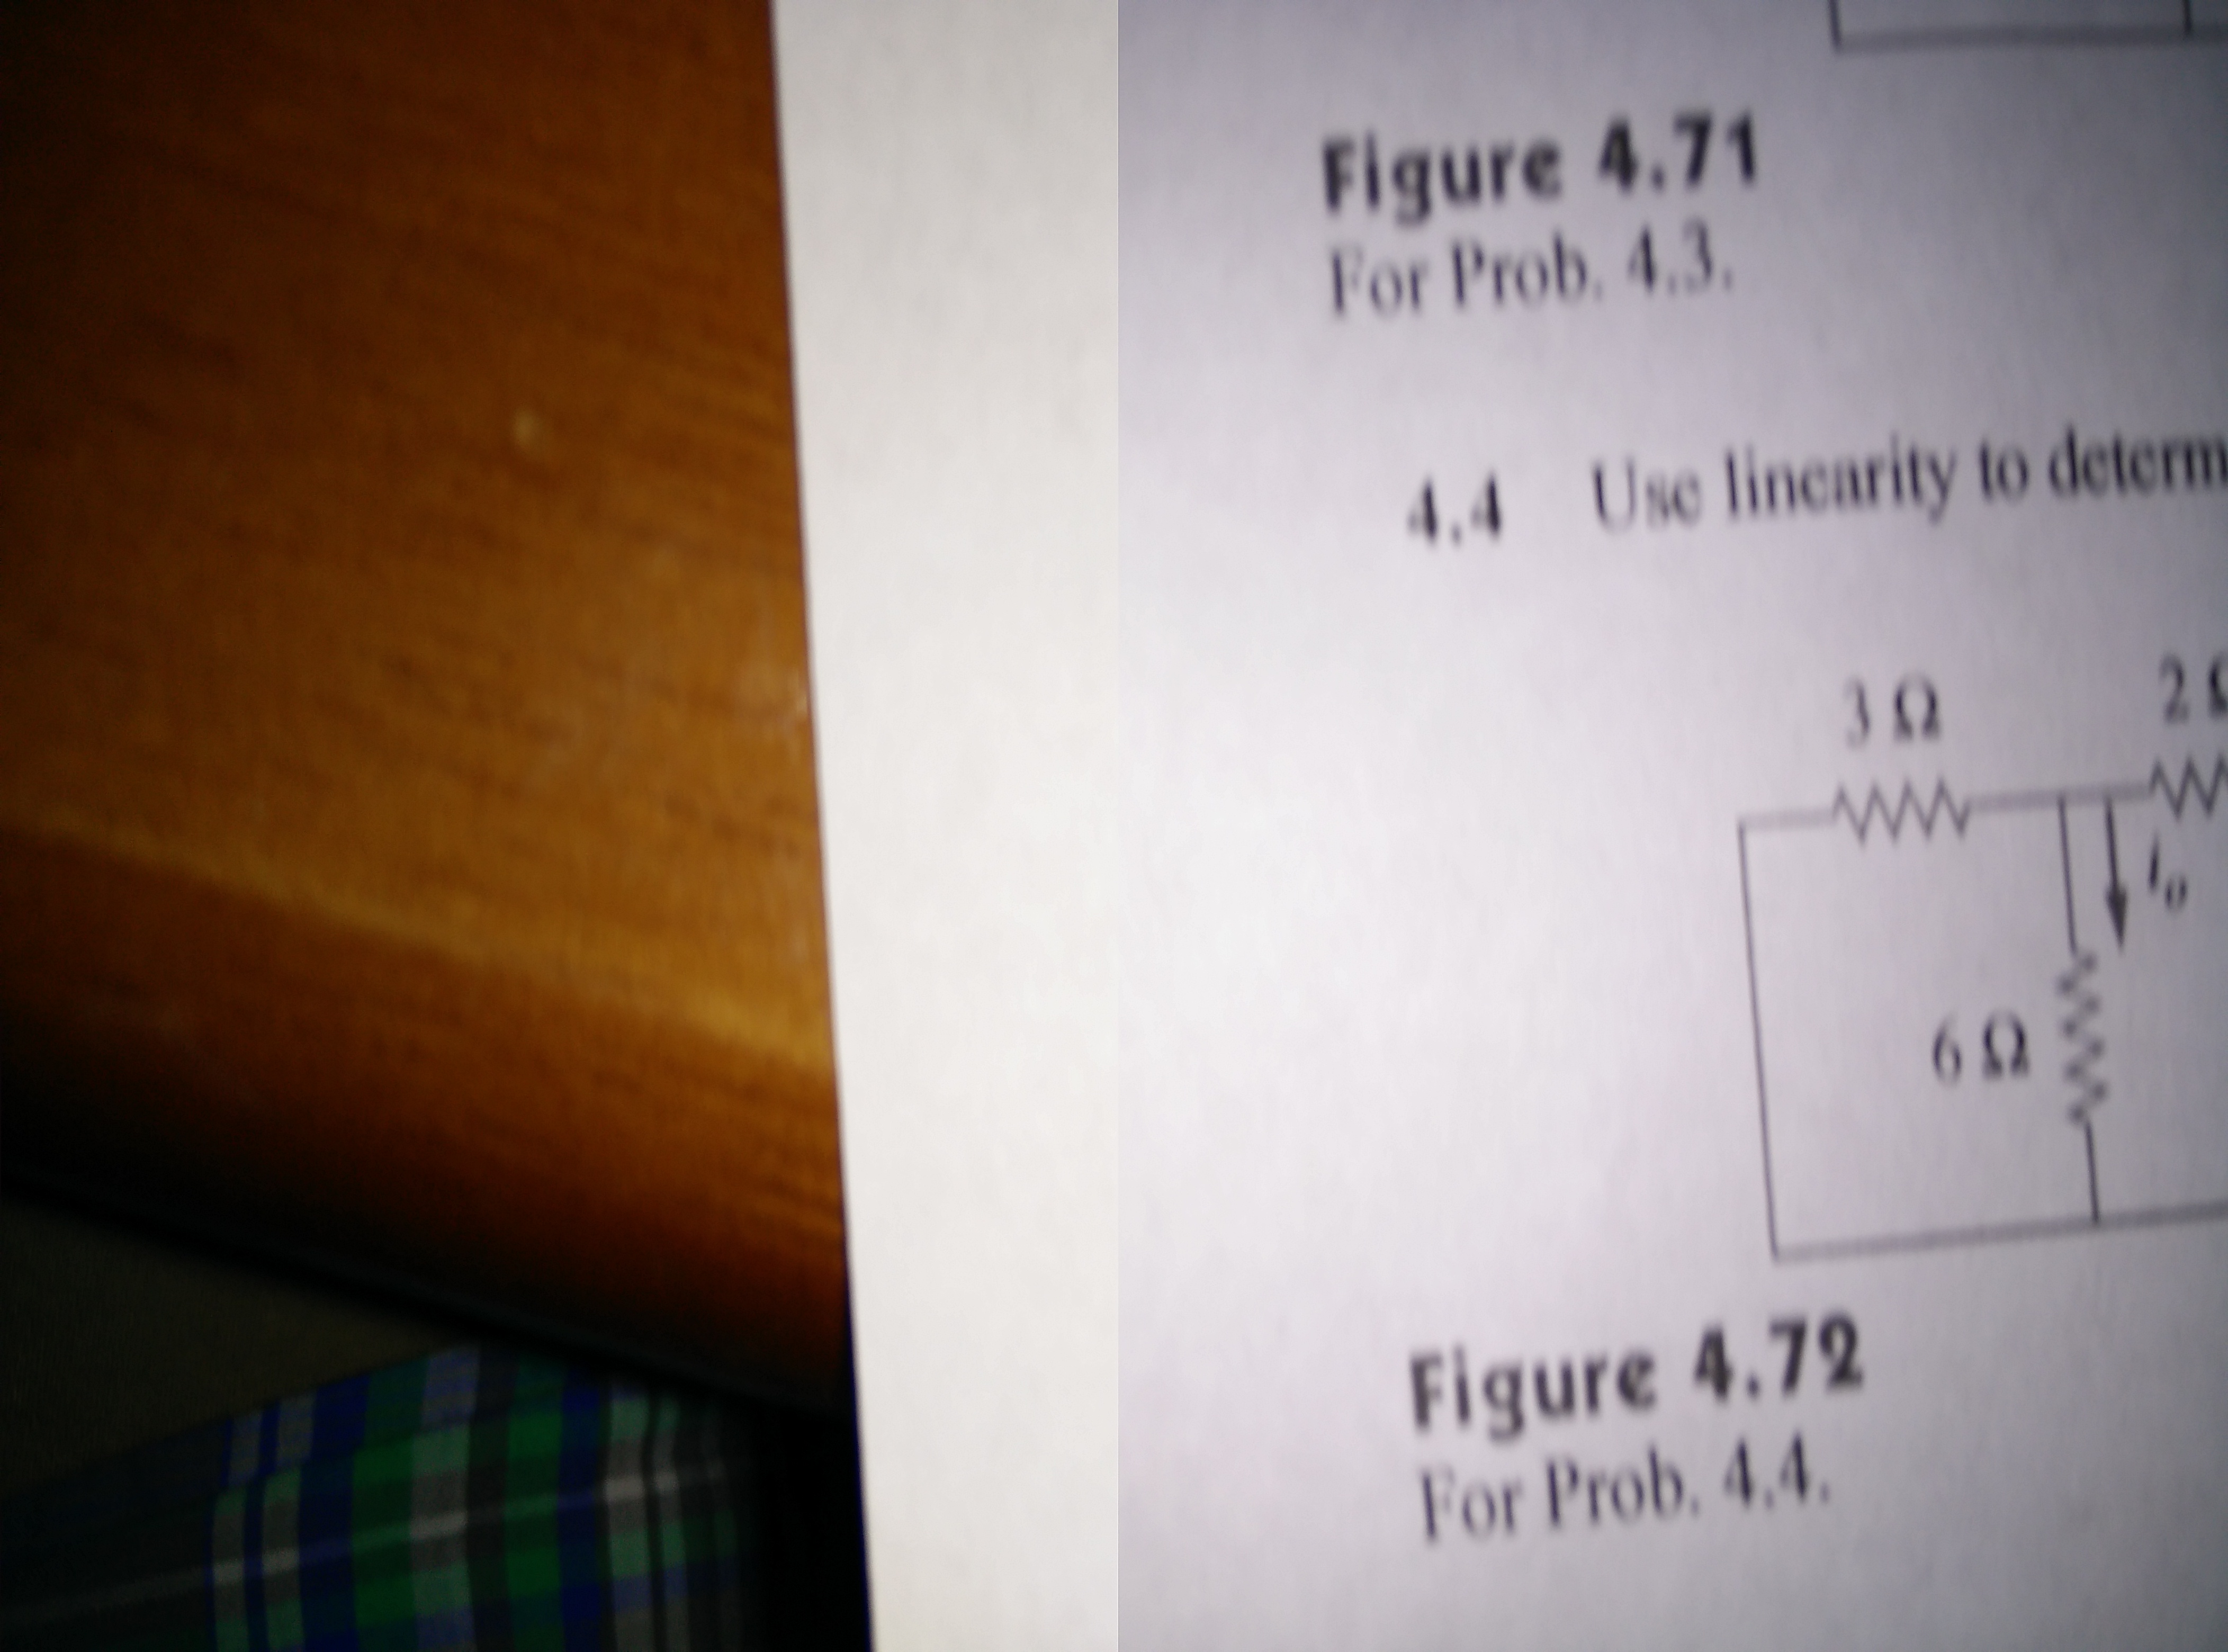 Figure 4.71
For Prob. 4.3.
4.4 Use linearity to determ
3 Ω
2 Ω
i₀
6 Ω
Figure 4.72
For Prob. 4.4.